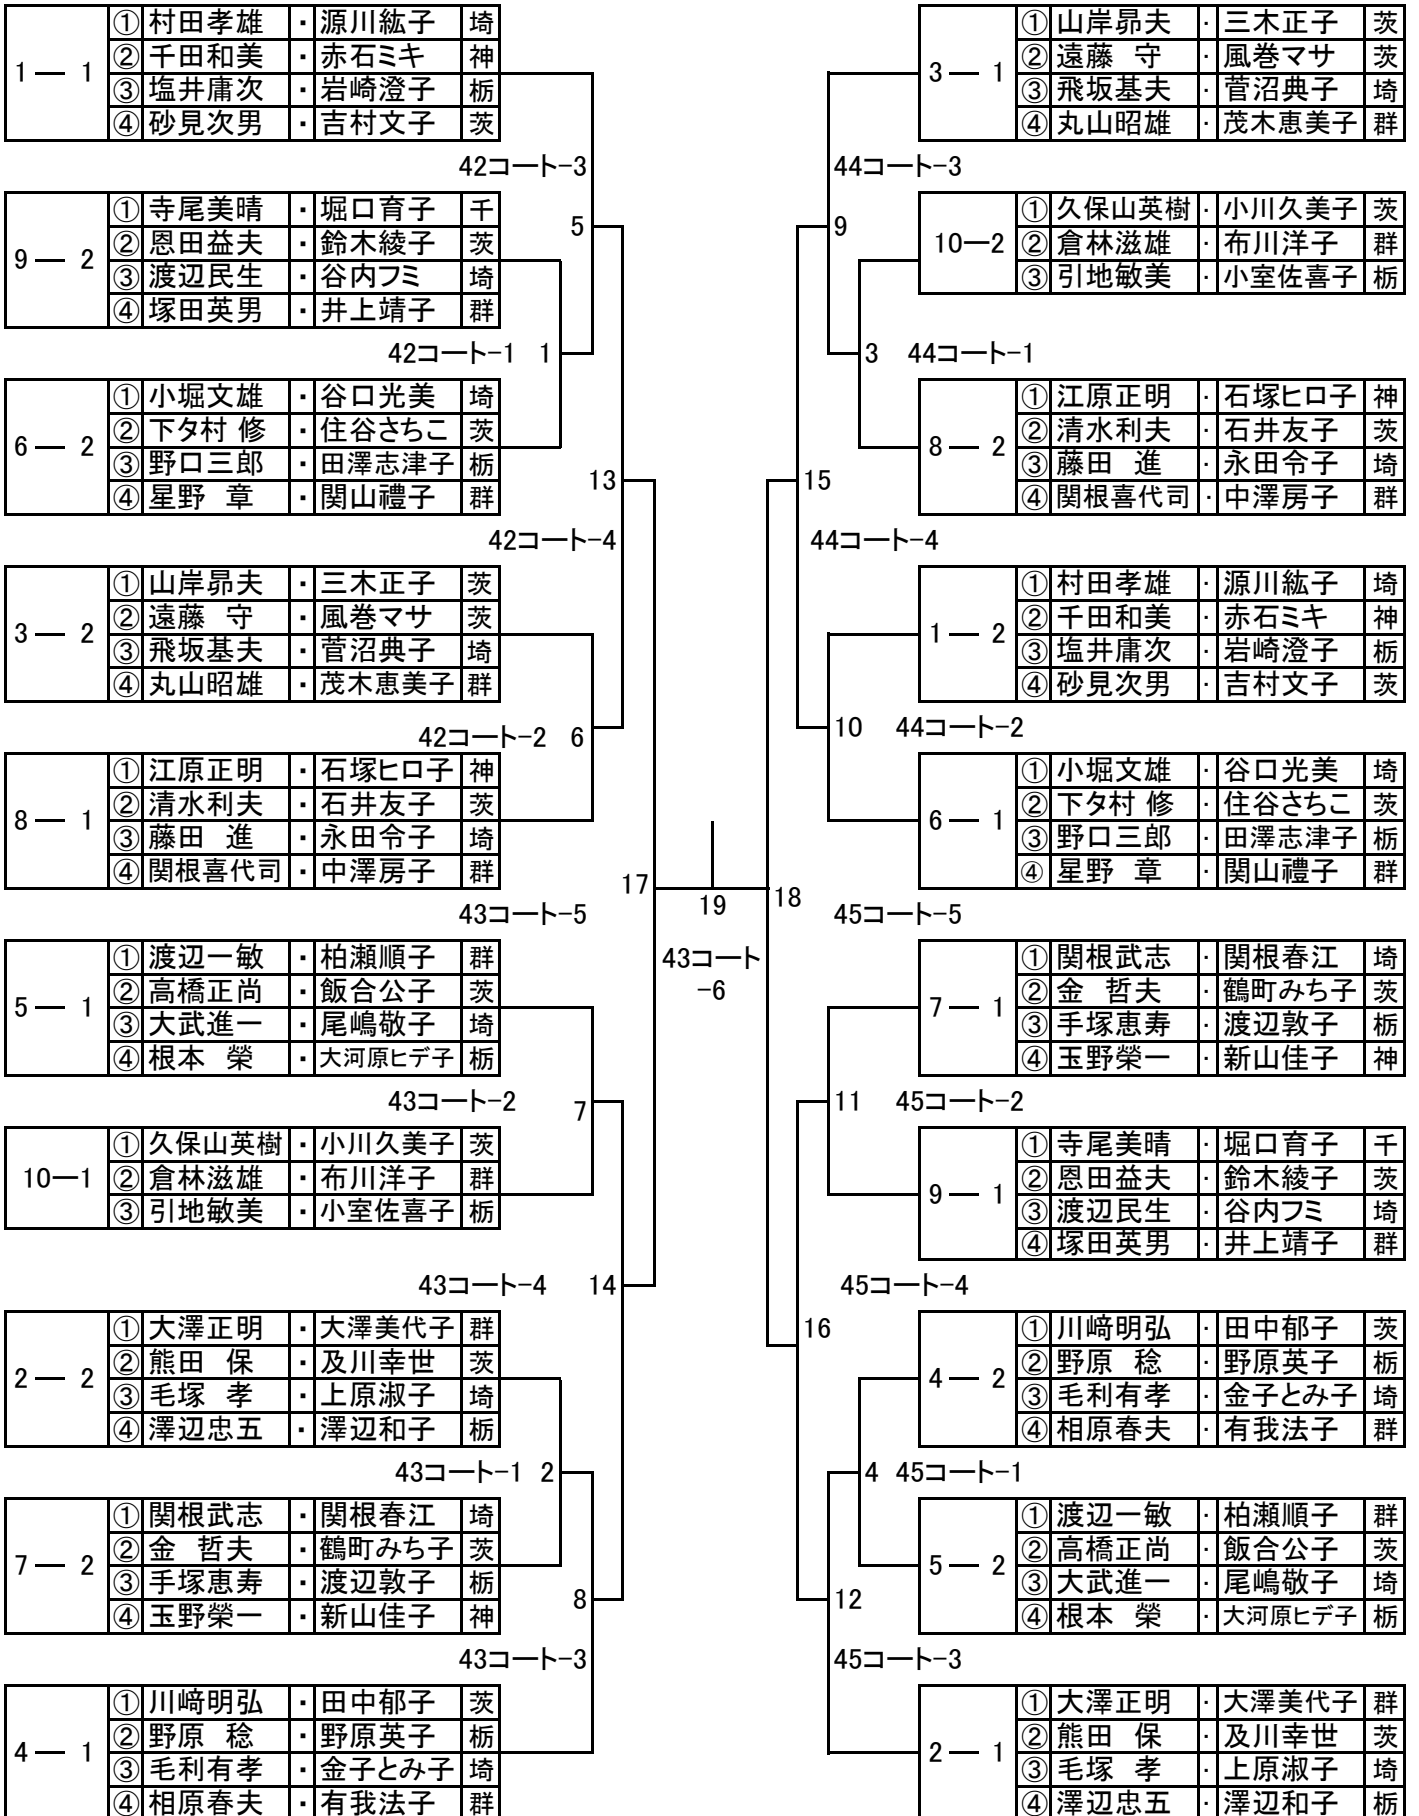 1― 1
①村田孝雄・源川紘子 埼
②千田和美・赤石ミキ 神
③塩井庸次・岩崎澄子 栃
④砂見次男・吉村文子 茨
42コート-3
9― 2
①寺尾美晴・堀口育子 千
②恩田益夫・鈴木綾子 茨
③渡辺民生・谷内フミ 埼
④塚田英男・井上靖子 群
5
42コート-1 1
6― 2
①小堀文雄・谷口光美 埼
②下夕村 修・住谷さちこ 茨
③野口三郎・田澤志津子 栃
④星野 章・関山禮子 群
13
42コート-4
3― 2
①山岸昴夫・三木正子 茨
②遠藤 守・風巻マサ 茨
③飛坂基夫・菅沼典子 埼
④丸山昭雄・茂木恵美子 群
42コート-2 6
8― 1
①江原正明・石塚ヒロ子 神
②清水利夫・石井友子 茨
③藤田 進・永田令子 埼
④関根喜代司・中澤房子 群
17
43コート-5
5― 1
①渡辺一敏・柏瀬順子 群
②高橋正尚・飯合公子 茨
③大武進一・尾嶋敬子 埼
④根本 榮・大河原ヒデ子 栃
43コート-2 7
10―1
①久保山英樹・小川久美子 茨
②倉林滋雄・布川洋子 群
③引地敏美・小室佐喜子 栃
43コート-4 14
2― 2
①大澤正明・大澤美代子 群
②熊田 保・及川幸世 茨
③毛塚 孝・上原淑子 埼
④澤辺忠五・澤辺和子 栃
43コート-1 2
7― 2
①関根武志・関根春江 埼
②金 哲夫・鶴町みち子 茨
③手塚恵寿・渡辺敦子 栃
④玉野榮一・新山佳子 神
8
43コート-3
4― 1
①川﨑明弘・田中郁子 茨
②野原 稔・野原英子 栃
③毛利有孝・金子とみ子 埼
④相原春夫・有我法子 群
19
43コート
-6
3― 1
①山岸昴夫・三木正子 茨
②遠藤 守・風巻マサ 茨
③飛坂基夫・菅沼典子 埼
④丸山昭雄・茂木恵美子 群
44コート-3
9
10―2
①久保山英樹・小川久美子 茨
②倉林滋雄・布川洋子 群
③引地敏美・小室佐喜子 栃
3 44コート-1
8― 2
①江原正明・石塚ヒロ子 神
②清水利夫・石井友子 茨
③藤田 進・永田令子 埼
④関根喜代司・中澤房子 群
15
44コート-4
1― 2
①村田孝雄・源川紘子 埼
②千田和美・赤石ミキ 神
③塩井庸次・岩崎澄子 栃
④砂見次男・吉村文子 茨
10 44コート-2
6― 1
①小堀文雄・谷口光美 埼
②下夕村 修・住谷さちこ 茨
③野口三郎・田澤志津子 栃
④星野 章・関山禮子 群
18
45コート-5
7― 1
①関根武志・関根春江 埼
②金 哲夫・鶴町みち子 茨
③手塚恵寿・渡辺敦子 栃
④玉野榮一・新山佳子 神
11 45コート-2
9― 1
①寺尾美晴・堀口育子 千
②恩田益夫・鈴木綾子 茨
③渡辺民生・谷内フミ 埼
④塚田英男・井上靖子 群
45コート-4
16
4― 2
①川﨑明弘・田中郁子 茨
②野原 稔・野原英子 栃
③毛利有孝・金子とみ子 埼
④相原春夫・有我法子 群
4 45コート-1
5― 2
①渡辺一敏・柏瀬順子 群
②高橋正尚・飯合公子 茨
③大武進一・尾嶋敬子 埼
④根本 榮・大河原ヒデ子 栃
12
45コート-3
2― 1
①大澤正明・大澤美代子 群
②熊田 保・及川幸世 茨
③毛塚 孝・上原淑子 埼
④澤辺忠五・澤辺和子 栃